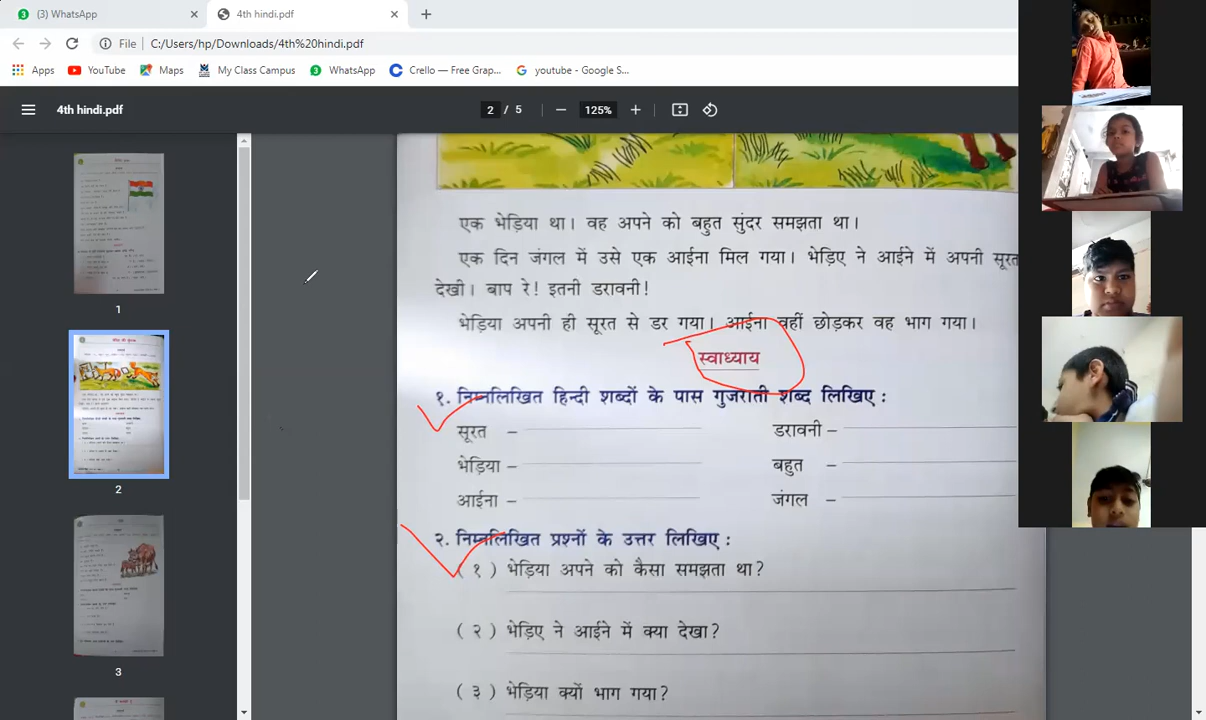 (3) WhatsApp
4th hindi.pdf
File C:/Users/hp/Downloads/4th%20hindi.pdf
Apps YouTube Maps My Class Campus WhatsApp Crello — Free Grap... youtube - Google S...
4th hindi.pdf 2 / 5 125%
एक भेड़िया था। वह अपने को बहुत सुंदर समझता था।
एक दिन जंगल में उसे एक आईना मिल गया। भेड़िए ने आईने में अपनी सूरत
देखी। बाप रे! इतनी डरावनी!
भेड़िया अपनी ही सूरत से डर गया। आईना वहीं छोड़कर वह भाग गया।
स्वाध्याय
१. निम्नलिखित हिन्दी शब्दों के पास गुजराती शब्द लिखिए :
सूरत – डरावनी –
भेड़िया – बहुत –
आईना – जंगल –
२. निम्नलिखित प्रश्नों के उत्तर लिखिए :
( १ ) भेड़िया अपने को कैसा समझता था?
( २ ) भेड़िए ने आईने में क्या देखा?
( ३ ) भेड़िया क्यों भाग गया?
1
2
3